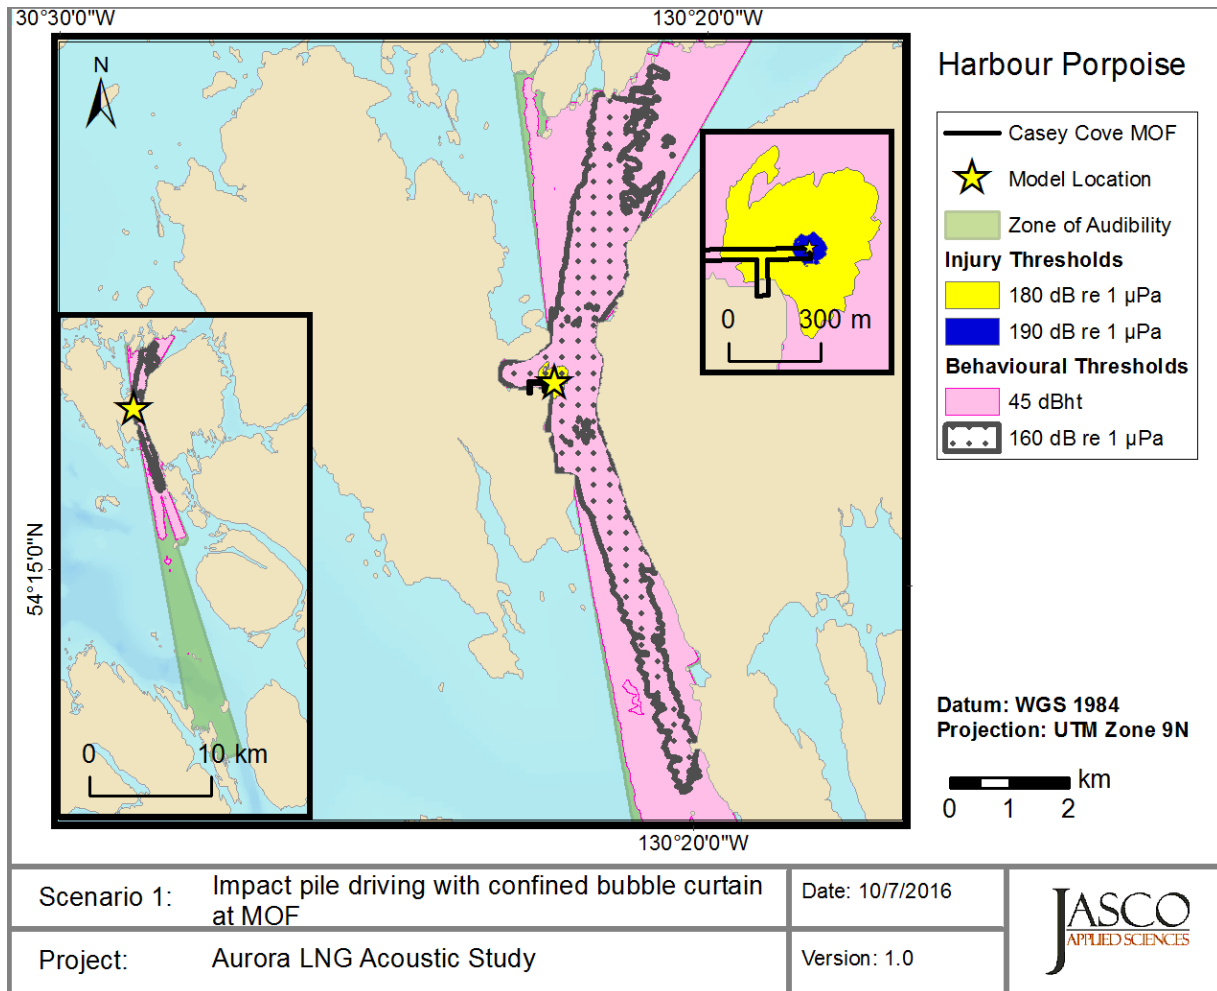 30°30'0"W
130°20'0"W
N
Harbour Porpoise
Casey Cove MOF
Model Location
Zone of Audibility
Injury Thresholds
180 dB re 1 µPa
190 dB re 1 µPa
Behavioural Thresholds
45 dBht
160 dB re 1 µPa
0 300 m
54°15'0"N
0 10 km
Datum: WGS 1984
Projection: UTM Zone 9N
km
0 1 2
130°20'0"W
Scenario 1: Impact pile driving with confined bubble curtain
at MOF
Date: 10/7/2016
Project: Aurora LNG Acoustic Study
Version: 1.0
JASCO
APPLIED SCIENCES